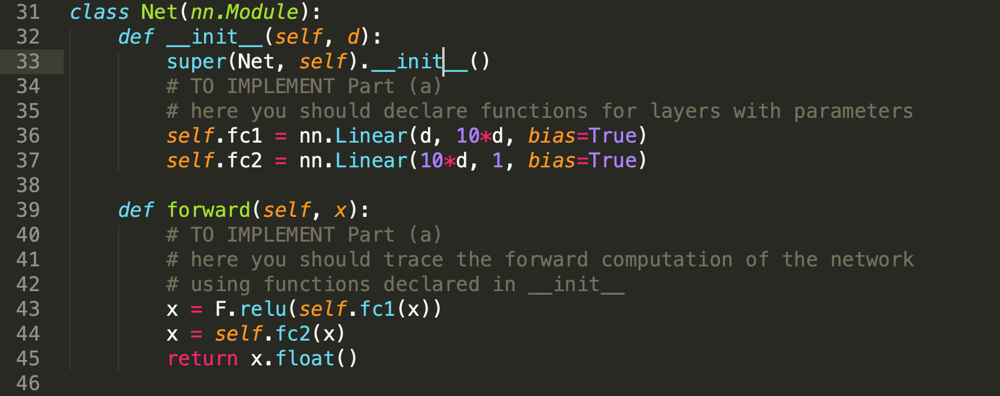 31 class Net(nn.Module):
32     def __init__(self, d):
33         super(Net, self).__init__()
34         # TO IMPLEMENT Part (a)
35         # here you should declare functions for layers with parameters
36         self.fc1 = nn.Linear(d, 10*d, bias=True)
37         self.fc2 = nn.Linear(10*d, 1, bias=True)
38
39     def forward(self, x):
40         # TO IMPLEMENT Part (a)
41         # here you should trace the forward computation of the network
42         # using functions declared in __init__
43         x = F.relu(self.fc1(x))
44         x = self.fc2(x)
45         return x.float()
46